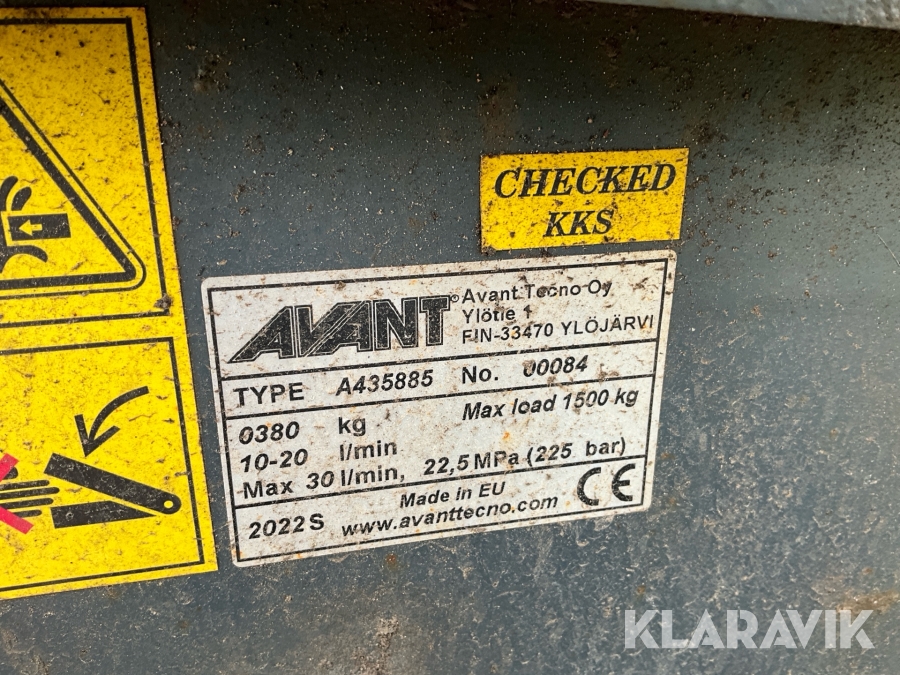 CHECKED
KKS
AVANT® Avant Tecno Oy
Ylötie 1
FIN-33470 YLÖJÄRVI
TYPE A435885 No. 00084
0380 kg Max load 1500 kg
10-20 l/min
Max 30 l/min, 22,5 MPa (225 bar)
2022 S Made in EU CE
www.avanttecno.com
KLARAVIK